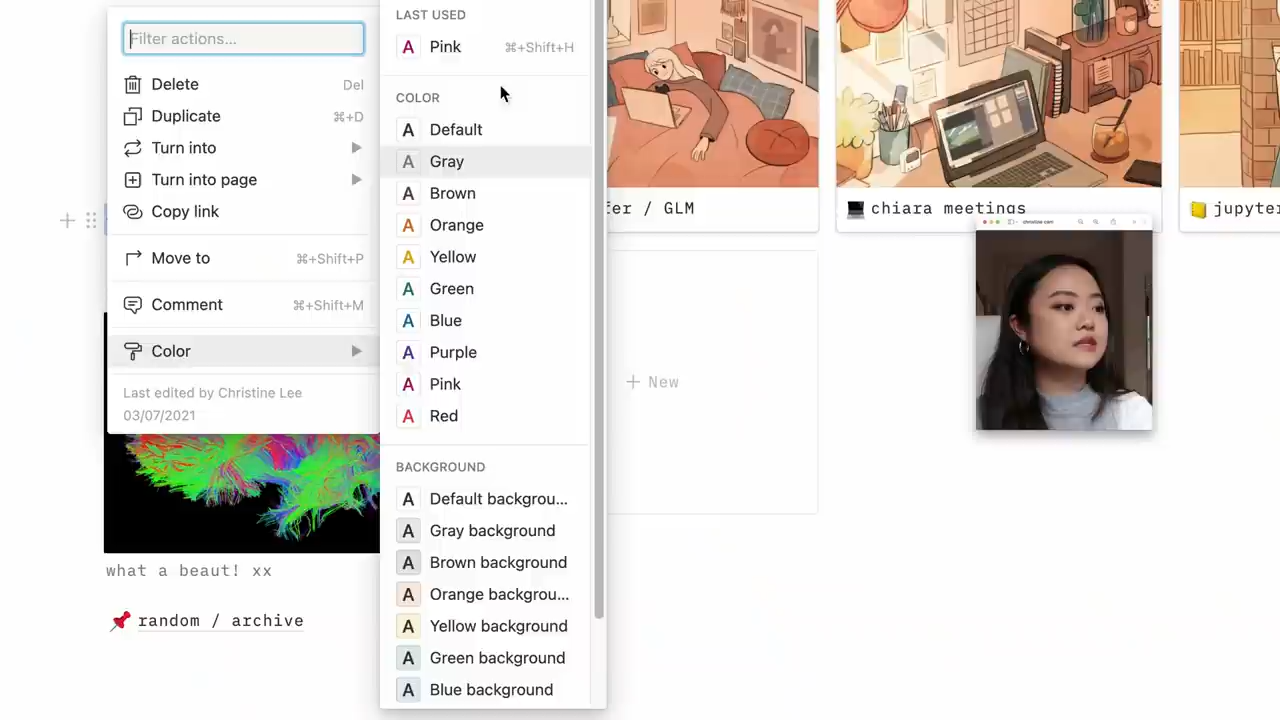 Filter actions...
Delete Del
Duplicate ⌘+D
Turn into
Turn into page
Copy link
Move to ⌘+Shift+P
Comment ⌘+Shift+M
Color
Last edited by Christine Lee
03/07/2021
LAST USED
A Pink ⌘+Shift+H
COLOR
A Default
A Gray
A Brown
A Orange
A Yellow
A Green
A Blue
A Purple
A Pink
A Red
BACKGROUND
A Default backgrou...
A Gray background
A Brown background
A Orange backgrou...
A Yellow background
A Green background
A Blue background
fer / GLM
chiara meetings
jupyter
christine cam
+ New
what a beaut! xx
random / archive